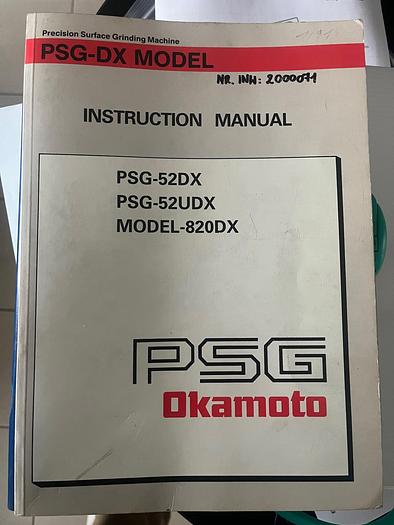 Precision Surface Grinding Machine
PSG-DX MODEL
NR. INH: 2000071
INSTRUCTION MANUAL
PSG-52DX
PSG-52UDX
MODEL-820DX
PSG
Okamoto